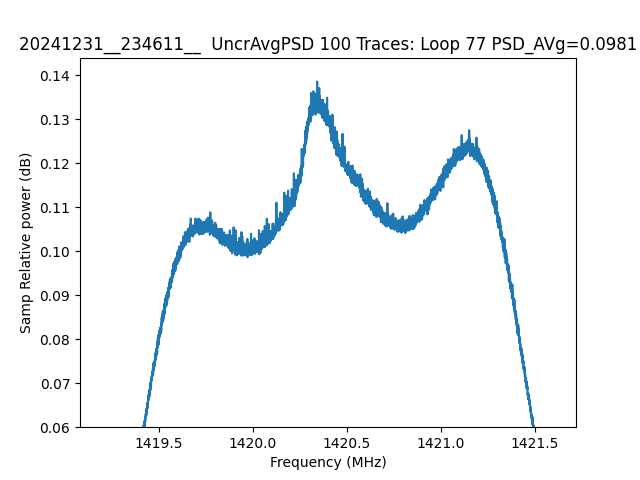 20241231__234611__ UncrAvgPSD 100 Traces: Loop 77 PSD_AVg=0.0981
0.14
0.13
0.12
0.11
0.10
0.09
0.08
0.07
0.06
Samp Relative power (dB)
1419.5 1420.0 1420.5 1421.0 1421.5
Frequency (MHz)